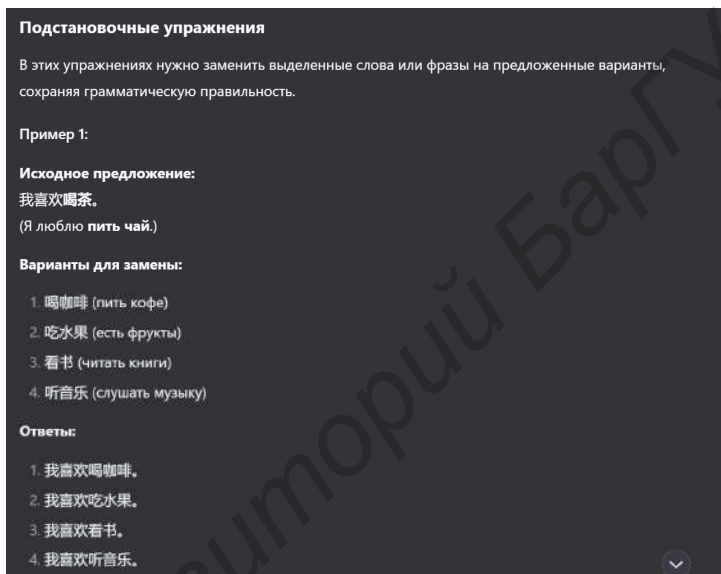 Подстановочные упражнения
В этих упражнениях нужно заменить выделенные слова или фразы на предложенные варианты,
сохраняя грамматическую правильность.
Пример 1:
Исходное предложение:
我喜欢喝茶。
(Я люблю пить чай.)
Варианты для замены:
1. 喝咖啡 (пить кофе)
2. 吃水果 (есть фрукты)
3. 看书 (читать книги)
4. 听音乐 (слушать музыку)
Ответы:
1. 我喜欢喝咖啡。
2. 我喜欢吃水果。
3. 我喜欢看书。
4. 我喜欢听音乐。
иторий БарГУ